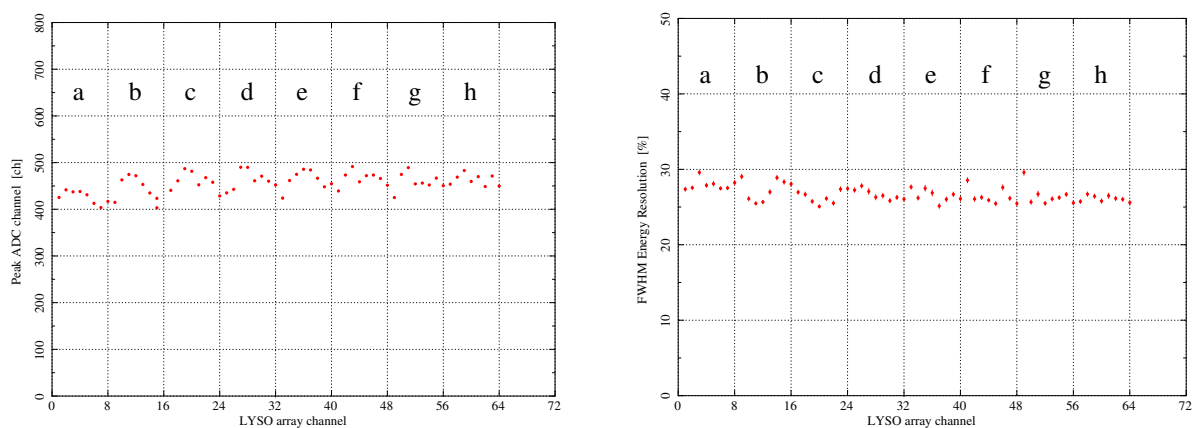 800
700
600
500
400
300
200
100
0
Peak ADC channel [ch]
a b c d e f g h
0 8 16 24 32 40 48 56 64 72
LYSO array channel
50
40
30
20
10
0
FWHM Energy Resolution [%]
a b c d e f g h
0 8 16 24 32 40 48 56 64 72
LYSO array channel